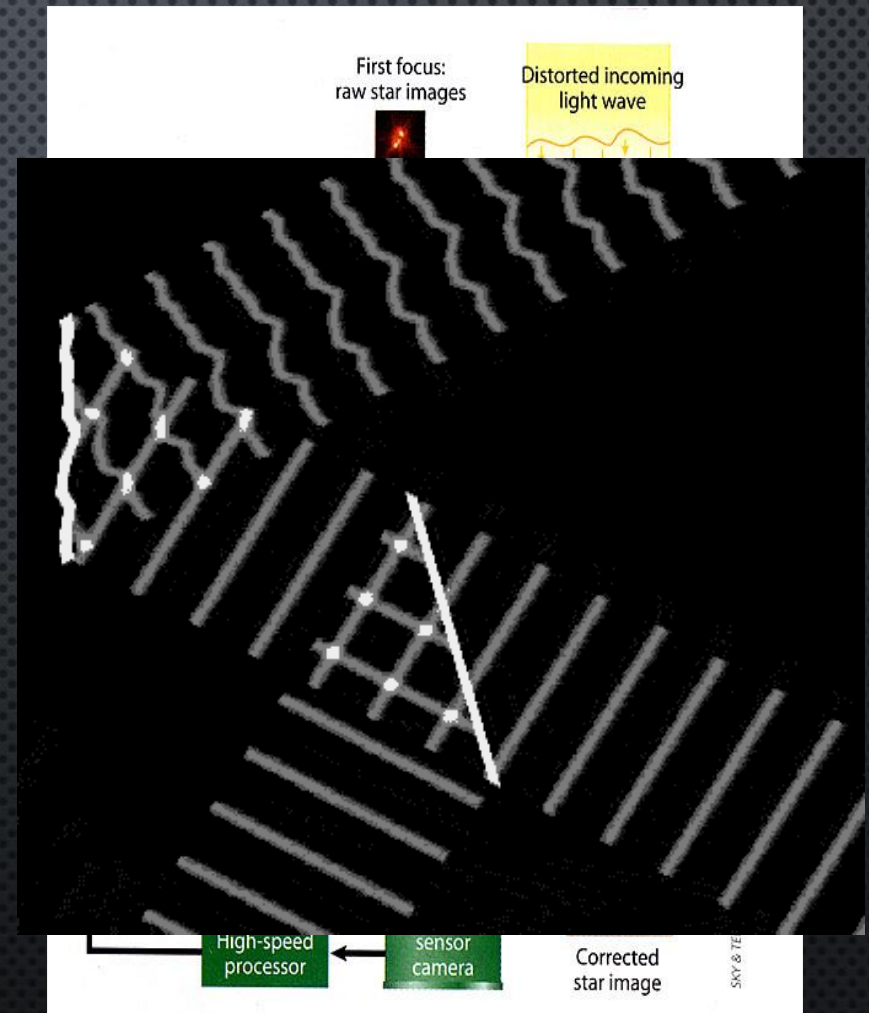 First focus:
raw star images
Distorted incoming
light wave
High-speed
processor
sensor
camera
Corrected
star image
SKY & TE